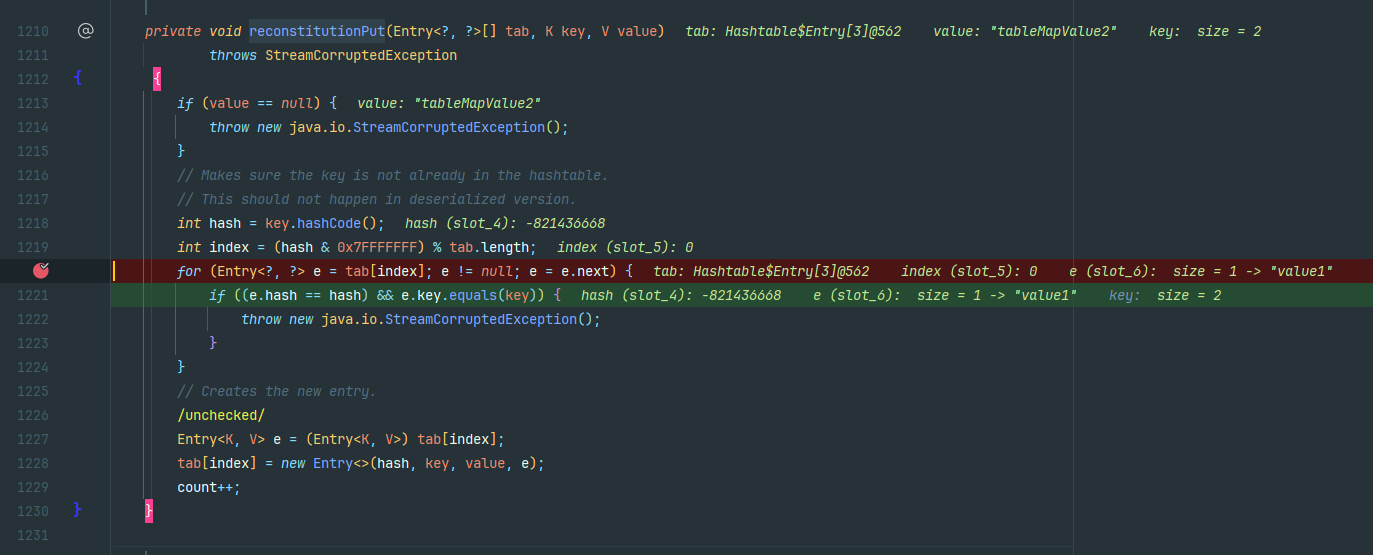 1210 @ private void reconstitutionPut(Entry<?, ?>[] tab, K key, V value) tab: Hashtable$Entry[3]@562 value: "tableMapValue2" key: size = 2
1211 throws StreamCorruptedException
1212 { {
1213 if (value == null) { value: "tableMapValue2"
1214 throw new java.io.StreamCorruptedException();
1215 }
1216 // Makes sure the key is not already in the hashtable.
1217 // This should not happen in deserialized version.
1218 int hash = key.hashCode(); hash (slot_4): -821436668
1219 int index = (hash & 0x7FFFFFFF) % tab.length; index (slot_5): 0
for (Entry<?, ?> e = tab[index]; e != null; e = e.next) { tab: Hashtable$Entry[3]@562 index (slot_5): 0 e (slot_6): size = 1 -> "value1"
1221 if ((e.hash == hash) && e.key.equals(key)) { hash (slot_4): -821436668 e (slot_6): size = 1 -> "value1" key: size = 2
1222 throw new java.io.StreamCorruptedException();
1223 }
1224 }
1225 // Creates the new entry.
1226 /unchecked/
1227 Entry<K, V> e = (Entry<K, V>) tab[index];
1228 tab[index] = new Entry<>(hash, key, value, e);
1229 count++;
1230 } }
1231